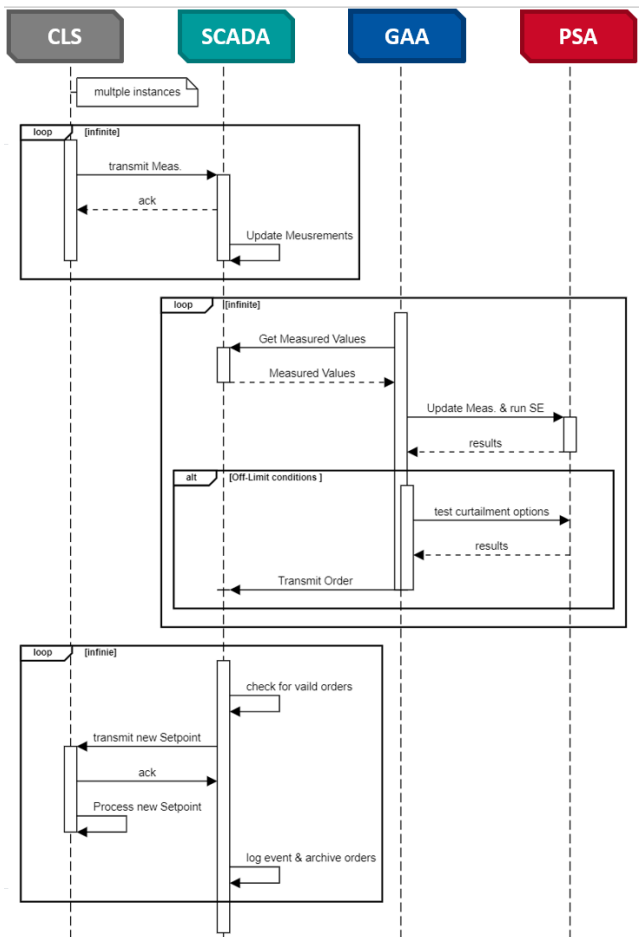 CLS
SCADA
GAA
PSA
multple instances
loop
[infinite]
transmit Meas.
ack
Update Meusrements
loop
[infinite]
Get Measured Values
Measured Values
Update Meas. & run SE
results
alt
[Off-Limit conditions ]
test curtailment options
results
Transmit Order
loop
[infinie]
check for vaild orders
transmit new Setpoint
ack
Process new Setpoint
log event & archive orders